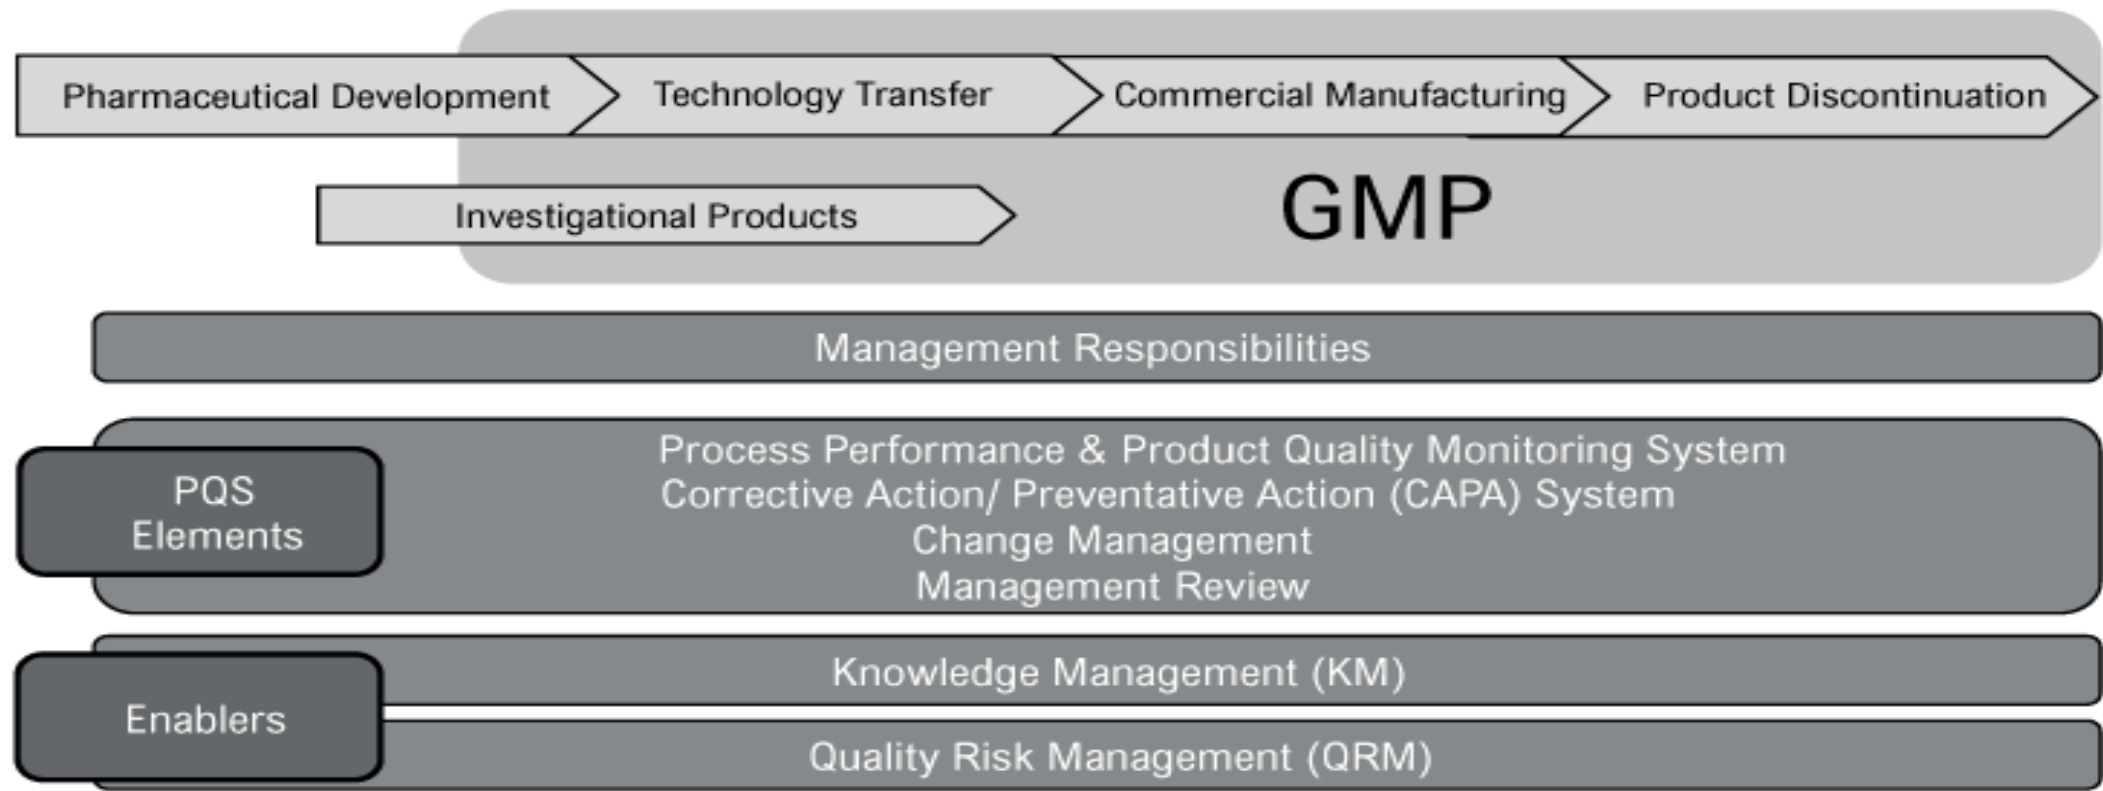 Pharmaceutical Development
Technology Transfer
Commercial Manufacturing
Product Discontinuation
Investigational Products
GMP
Management Responsibilities
PQS
Elements
Process Performance & Product Quality Monitoring System
Corrective Action/ Preventative Action (CAPA) System
Change Management
Management Review
Enablers
Knowledge Management (KM)
Quality Risk Management (QRM)